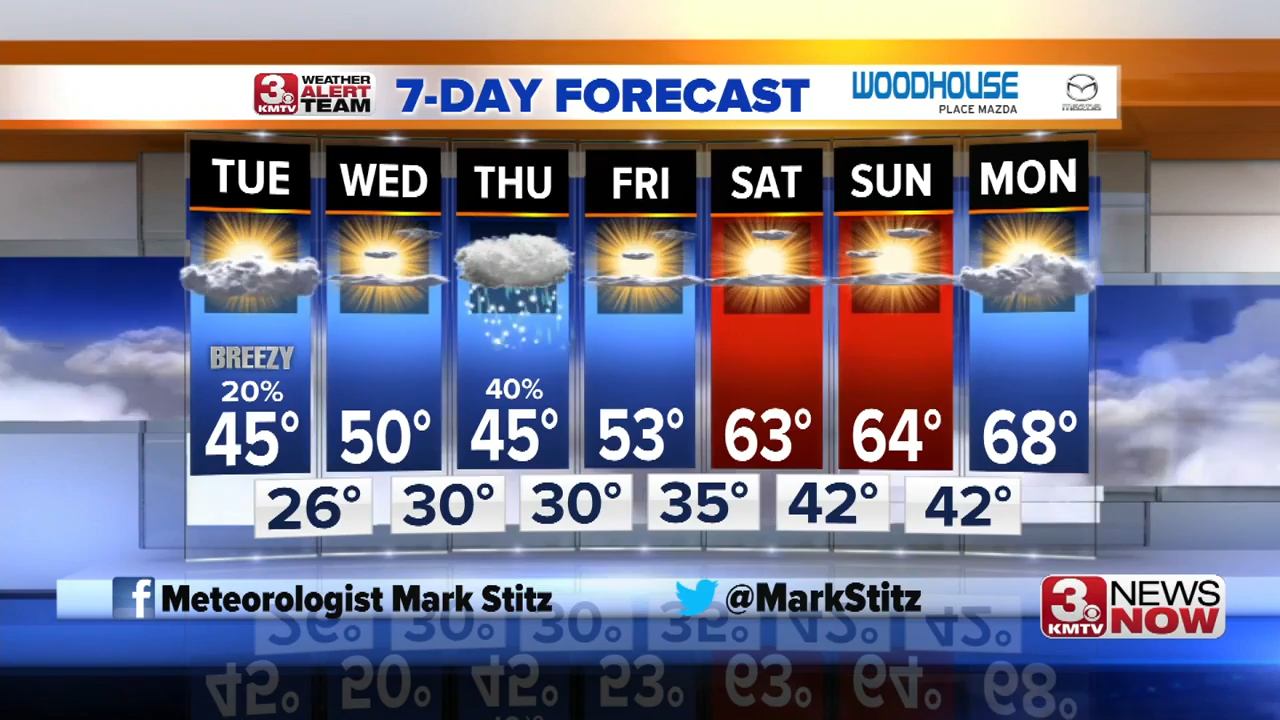 3 KMTV WEATHER ALERT TEAM
7-DAY FORECAST
WOODHOUSE
PLACE MAZDA
TUE WED THU FRI SAT SUN MON
BREEZY
20% 40%
45° 50° 45° 53° 63° 64° 68°
26° 30° 30° 35° 42° 42°
f Meteorologist Mark Stitz @MarkStitz
3 KMTV NEWS NOW